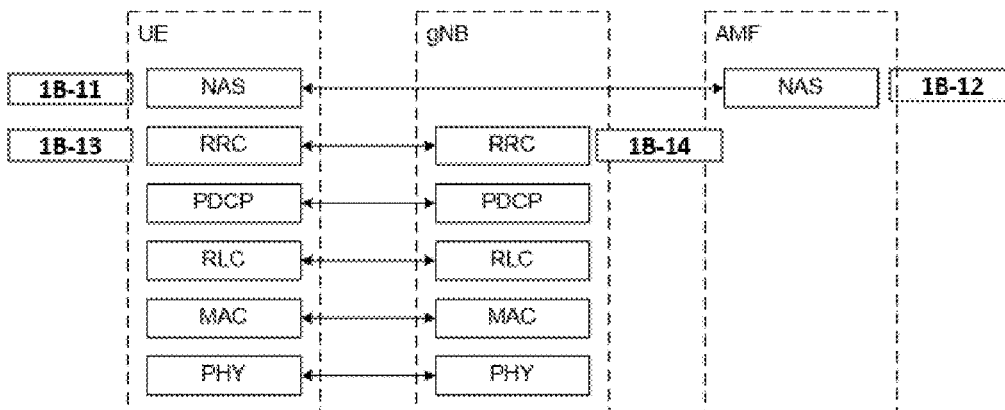 UE gNB AMF
1B-11 NAS NAS 1B-12
1B-13 RRC RRC 1B-14
PDCP PDCP
RLC RLC
MAC MAC
PHY PHY